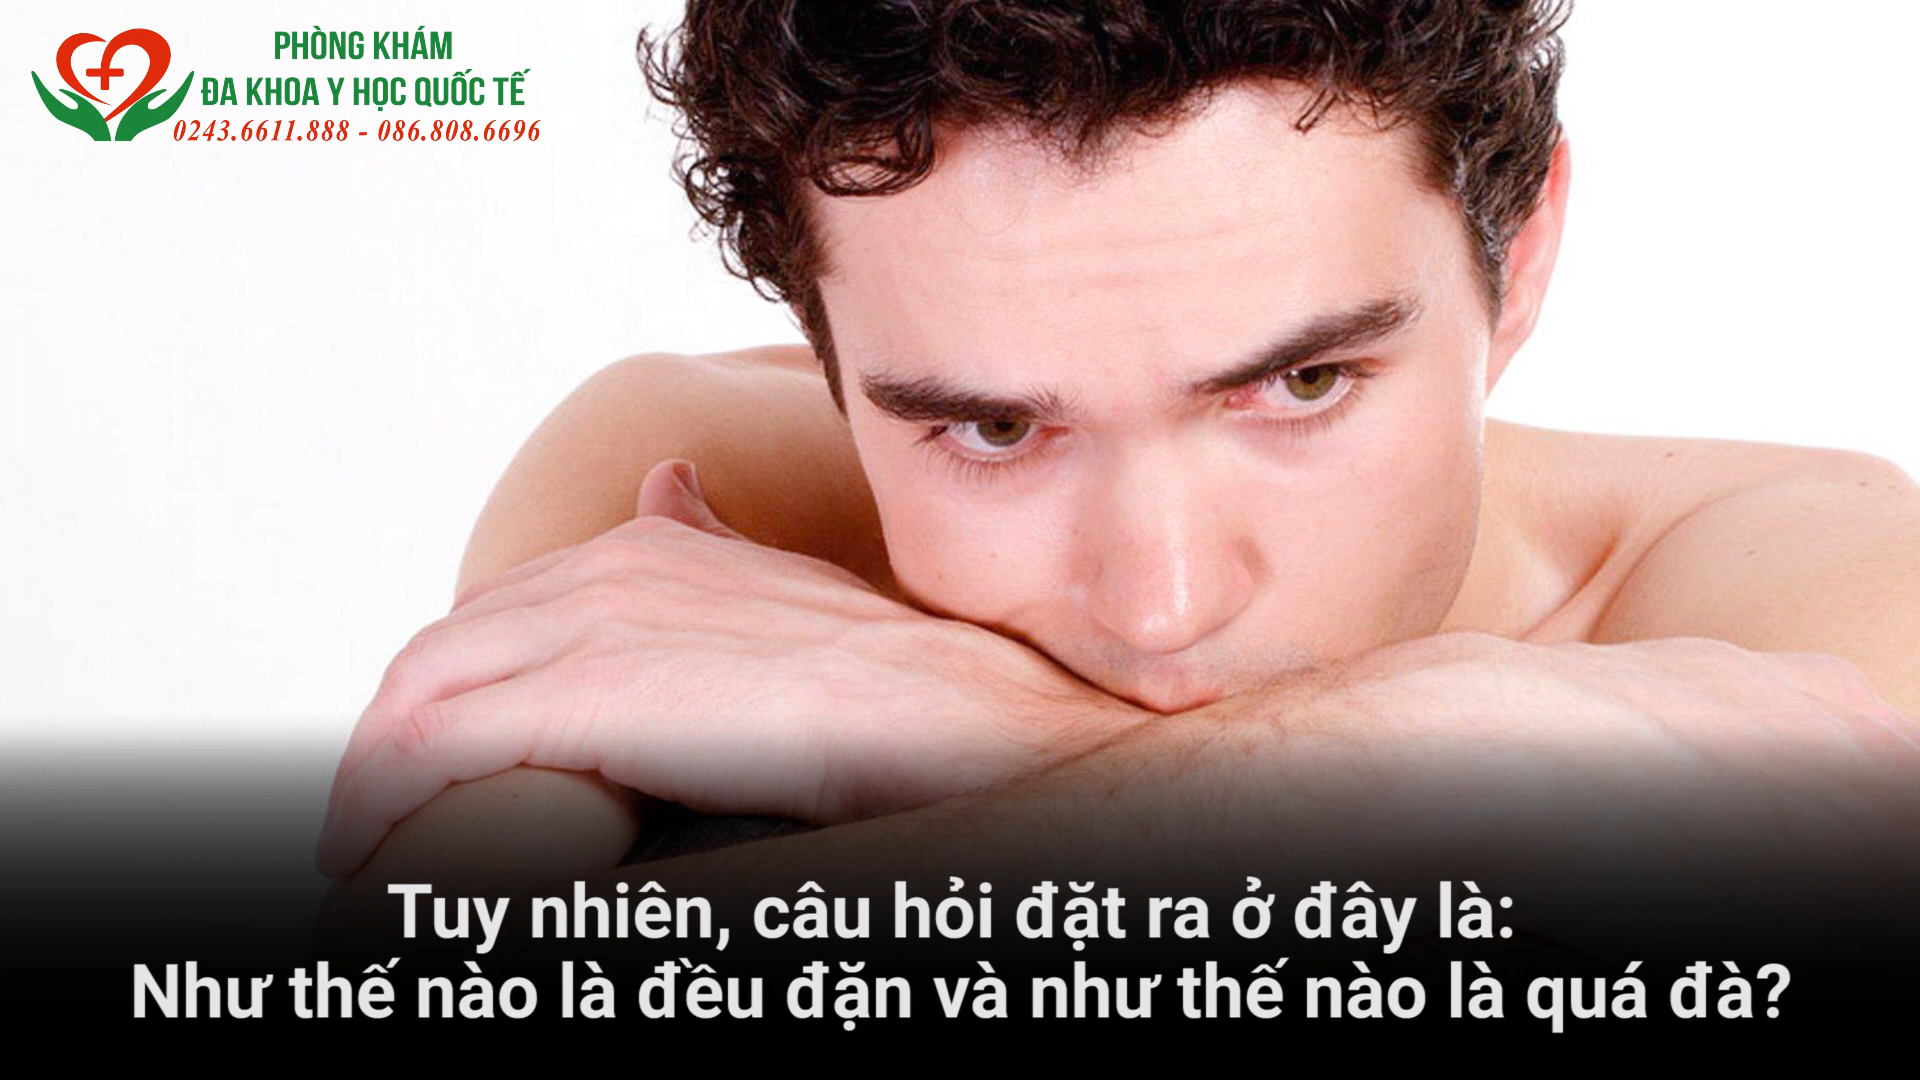 PHÒNG KHÁM
ĐA KHOA Y HỌC QUỐC TẾ
0243.6611.888 - 086.808.6696
Tuy nhiên, câu hỏi đặt ra ở đây là:
Như thế nào là đều đặn và như thế nào là quá đà?